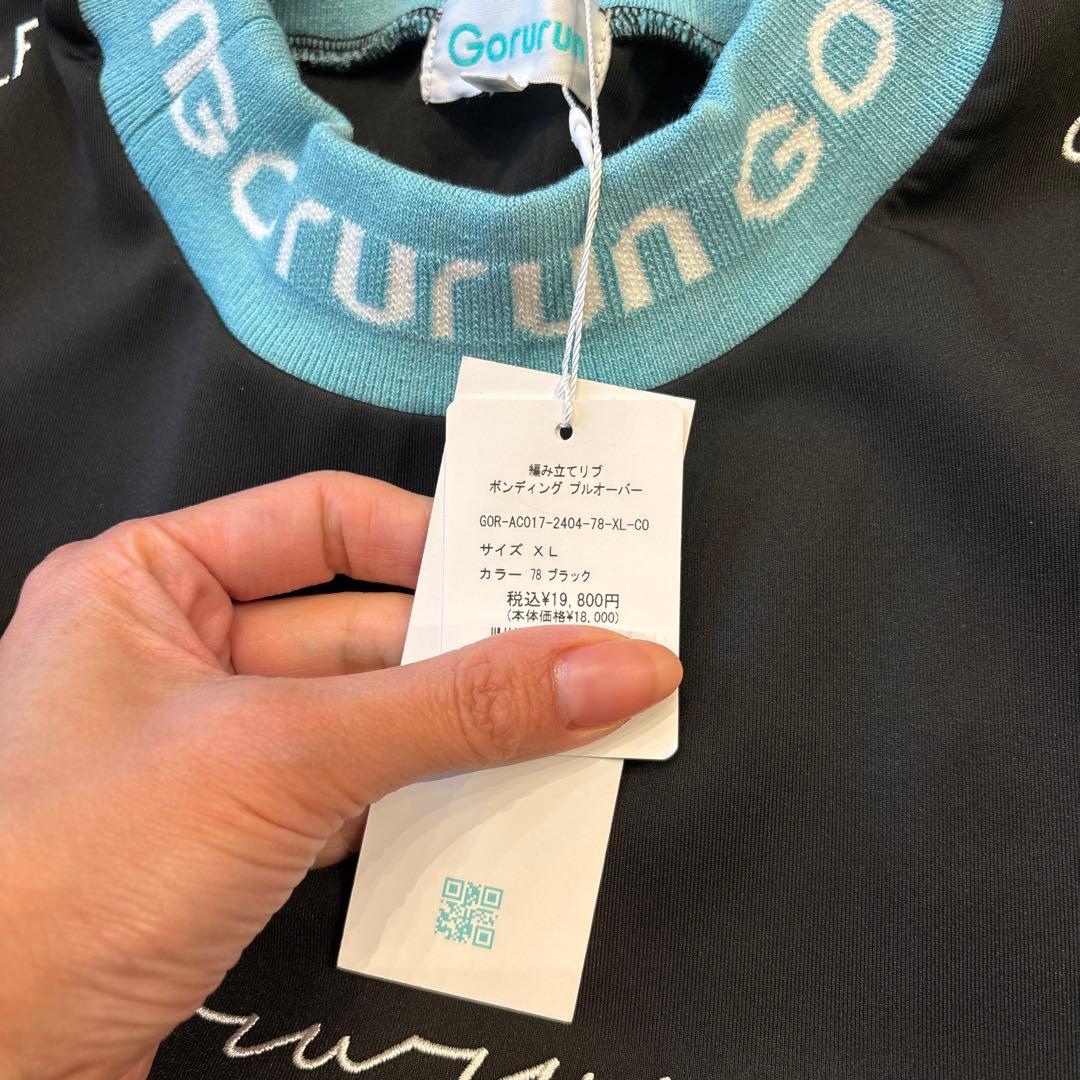 Gorurun
Gorurun GO
編み立てリブ
ボンディング プルオーバー
GOR-AC017-2404-78-XL-CO
サイズ XL
カラー 78 ブラック
税込¥19,800円
(本体価格¥18,000)